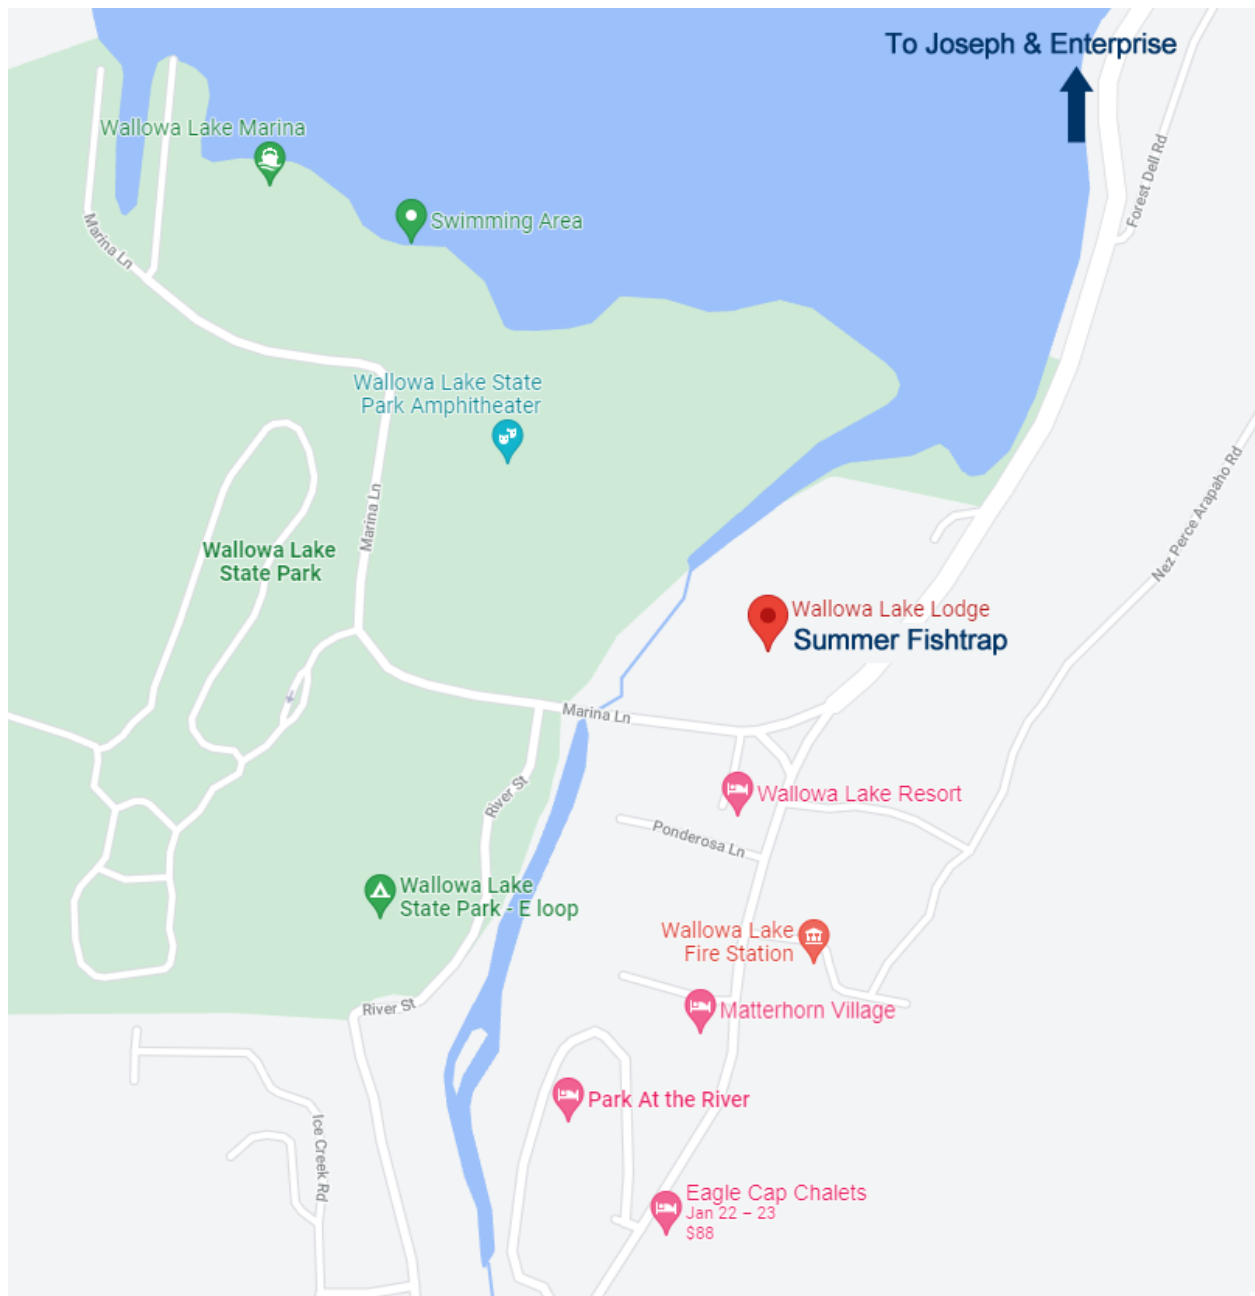 To Joseph & Enterprise
Wallowa Lake Marina
Forest Dell Rd
Swimming Area
Marina Ln
Wallowa Lake State
Park Amphitheater
Marina Ln
Nez Perce Arapaho Rd
Wallowa Lake
State Park
Wallowa Lake Lodge
Summer Fishtrap
Marina Ln
River St
Wallowa Lake Resort
Ponderosa Ln
Wallowa Lake
State Park - E loop
Wallowa Lake
Fire Station
River St
Matterhorn Village
Park At the River
Ice Creek Rd
Eagle Cap Chalets
Jan 22 – 23
$88